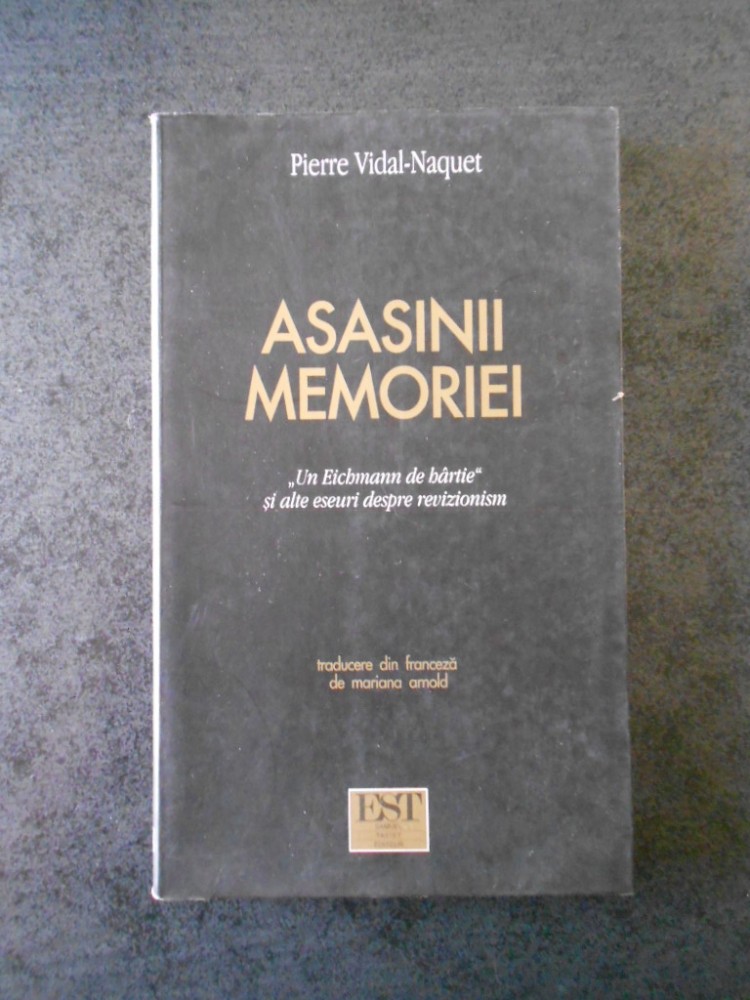 Pierre Vidal-Naquet
ASASINII
MEMORIEI
„Un Eichmann de hârtie“
și alte eseuri despre revizionism
traducere din franceză
de mariana arnold
EST